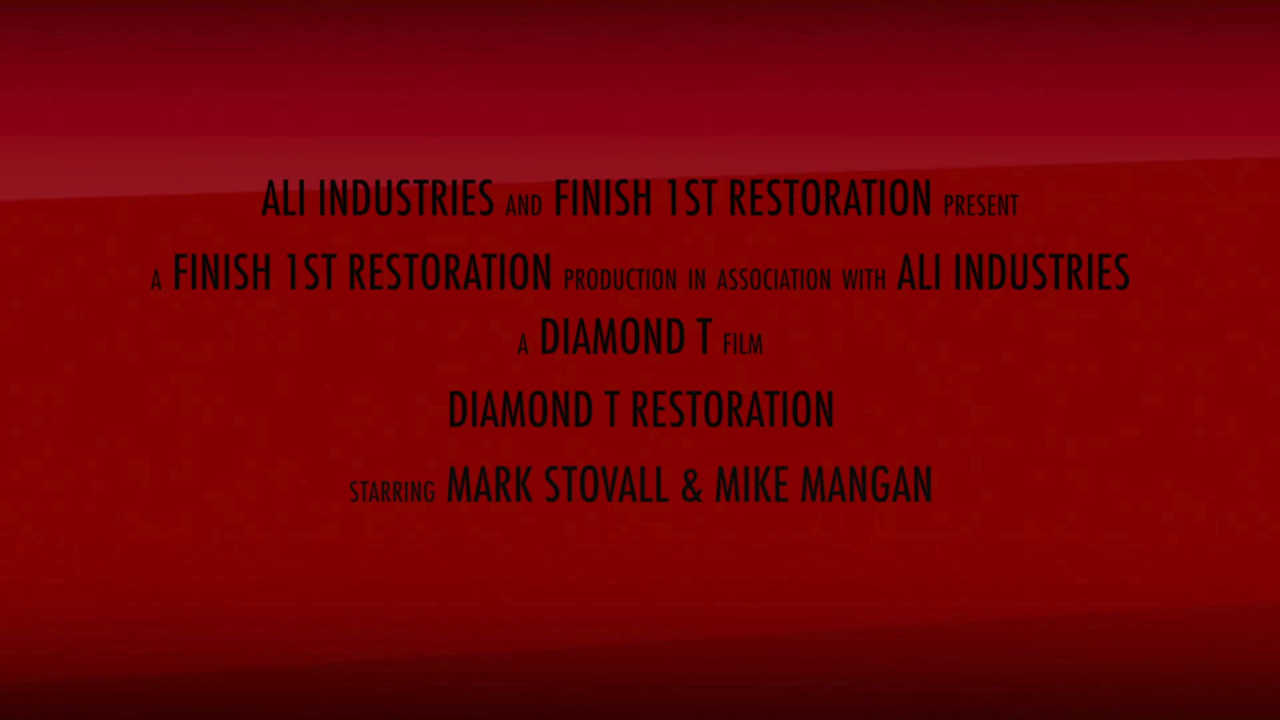 ALI INDUSTRIES AND FINISH 1ST RESTORATION PRESENT
A FINISH 1ST RESTORATION PRODUCTION IN ASSOCIATION WITH ALI INDUSTRIES
A DIAMOND T FILM
DIAMOND T RESTORATION
STARRING MARK STOVALL & MIKE MANGAN